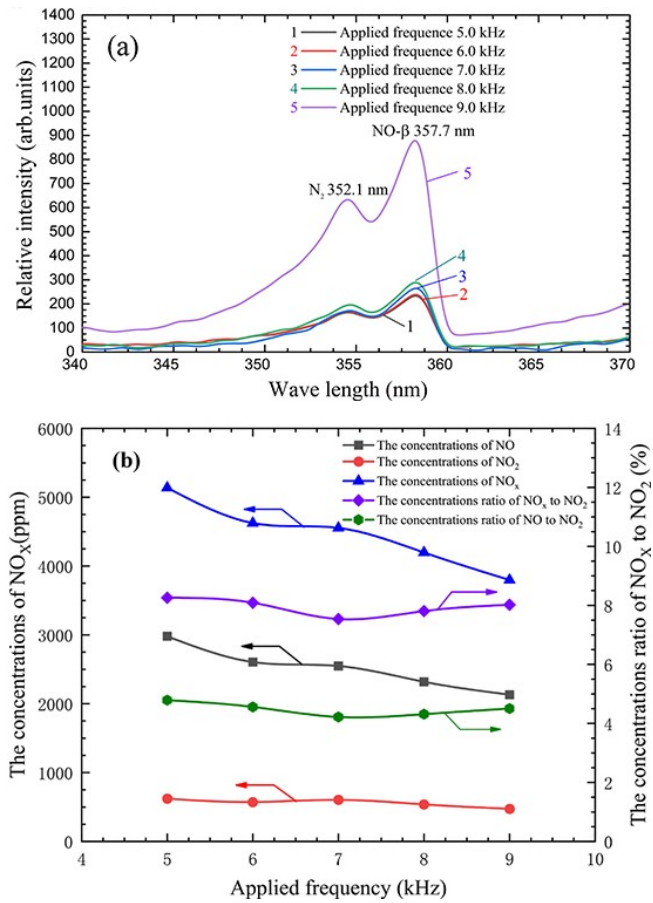 (a)
1 Applied frequence 5.0 kHz
2 Applied frequence 6.0 kHz
3 Applied frequence 7.0 kHz
4 Applied frequence 8.0 kHz
5 Applied frequence 9.0 kHz
NO-β 357.7 nm
N₂ 352.1 nm
5
4
3
2
1
Relative intensity (arb.units)
1400
1300
1200
1100
1000
900
800
700
600
500
400
300
200
100
0
340 345 350 355 360 365 370
Wave length (nm)
(b)
The concentrations of NO
The concentrations of NO₂
The concentrations of NOₓ
The concentrations ratio of NOₓ to NO₂
The concentrations ratio of NO to NO₂
The concentrations of NOX(ppm)
6000
5000
4000
3000
2000
1000
0
The concentrations ratio of NOX to NO₂ (%)
14
12
10
8
6
4
2
0
4 5 6 7 8 9 10
Applied frequency (kHz)